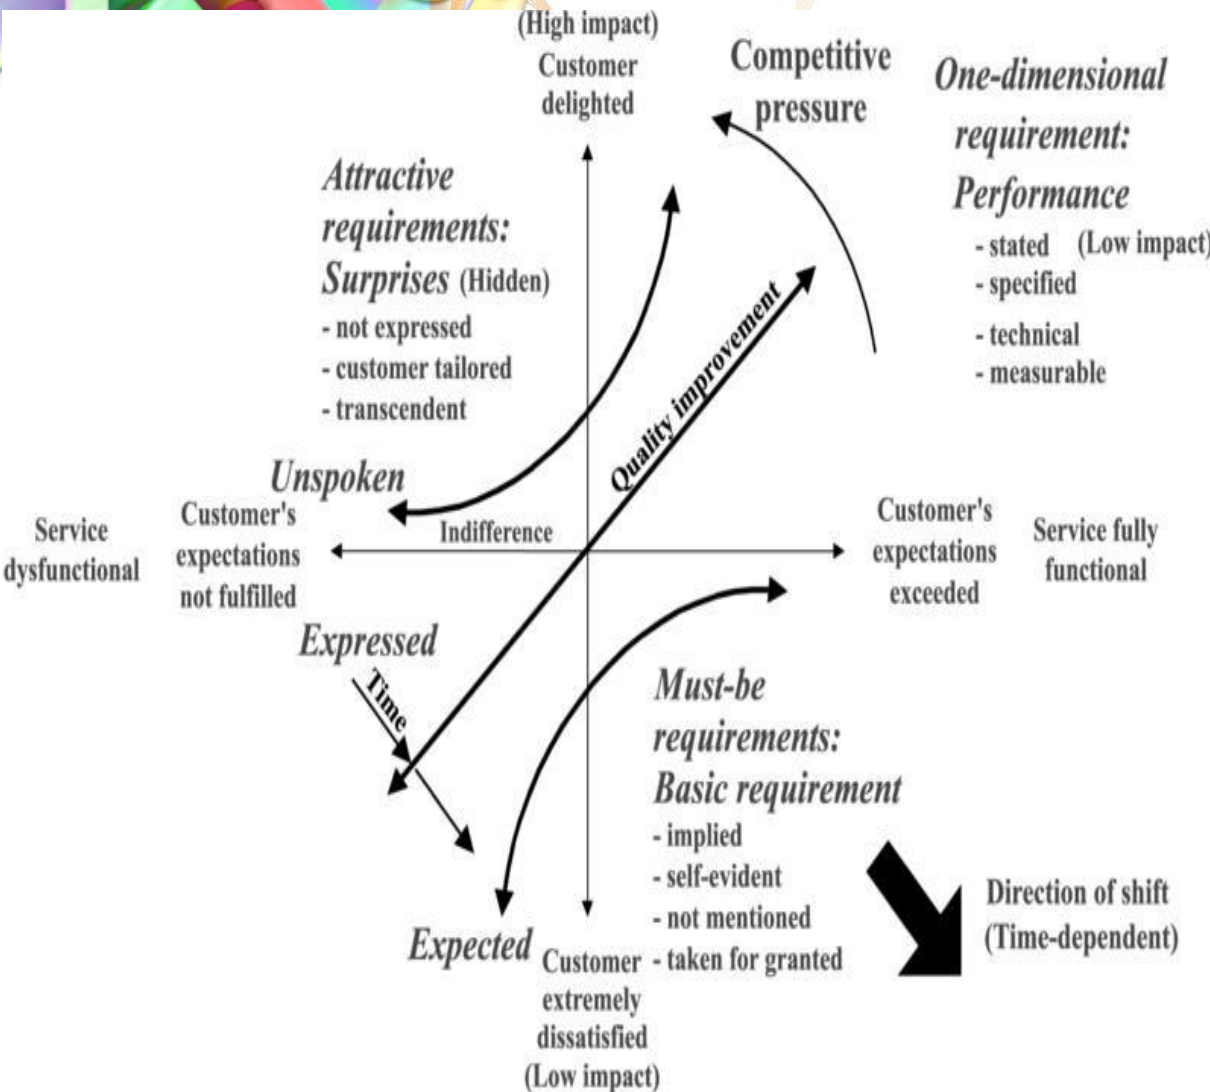 (High impact)
Customer
delighted
Competitive
pressure
One-dimensional
requirement:
Performance
- stated (Low impact)
- specified
- technical
- measurable
Attractive
requirements:
Surprises (Hidden)
- not expressed
- customer tailored
- transcendent
Quality improvement
Unspoken
Service
dysfunctional
Customer's
expectations
not fulfilled
Indifference
Customer's
expectations
exceeded
Service fully
functional
Expressed
Time
Must-be
requirements:
Basic requirement
- implied
- self-evident
- not mentioned
- taken for granted
Expected
Customer
extremely
dissatisfied
(Low impact)
Direction of shift
(Time-dependent)